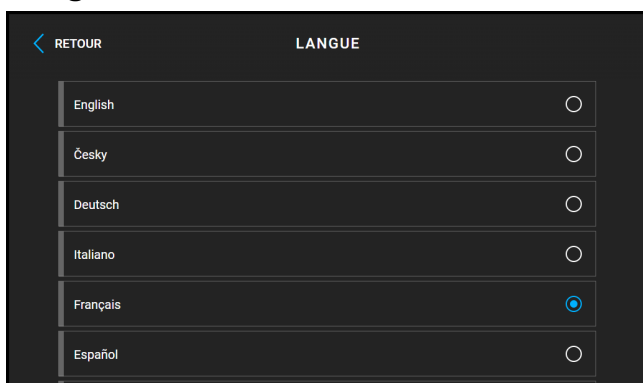 RETOUR
LANGUE
English
Česky
Deutsch
Italiano
Français
Español